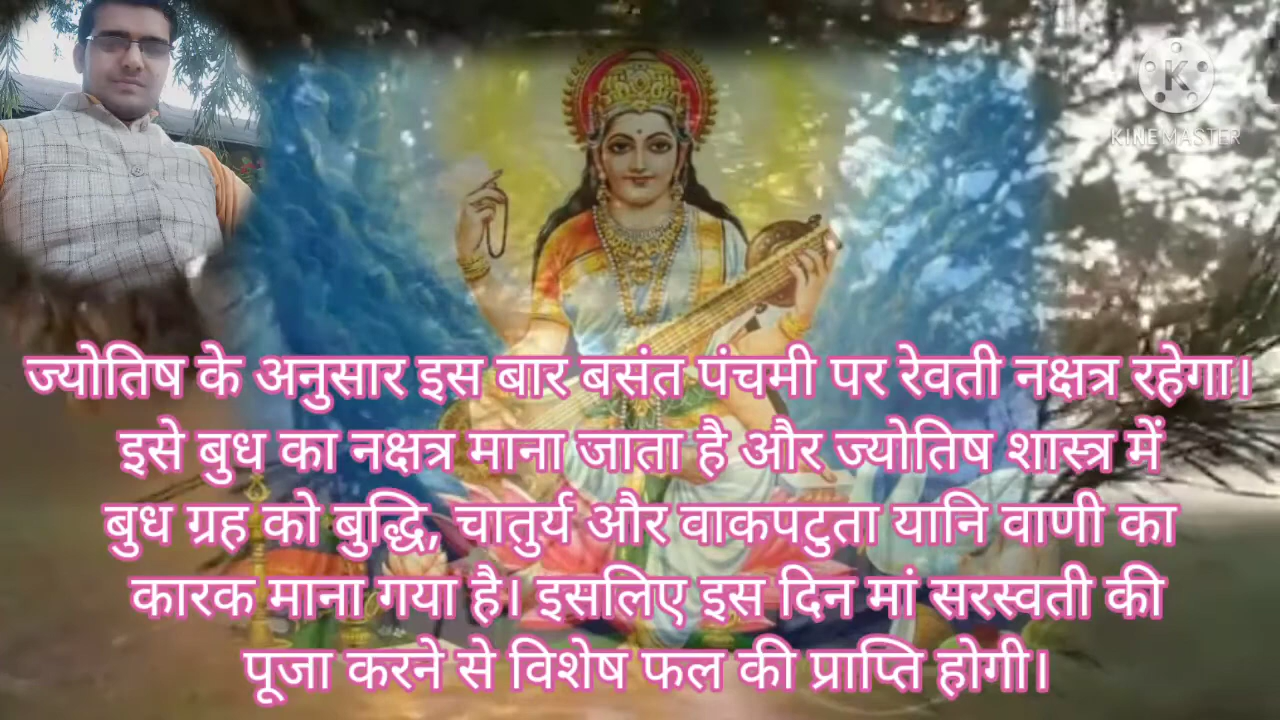 KINEMASTER
ज्योतिष के अनुसार इस बार बसंत पंचमी पर रेवती नक्षत्र रहेगा।
इसे बुध का नक्षत्र माना जाता है और ज्योतिष शास्त्र में
बुध ग्रह को बुद्धि, चातुर्य और वाकपटुता यानि वाणी का
कारक माना गया है। इसलिए इस दिन मां सरस्वती की
पूजा करने से विशेष फल की प्राप्ति होगी।